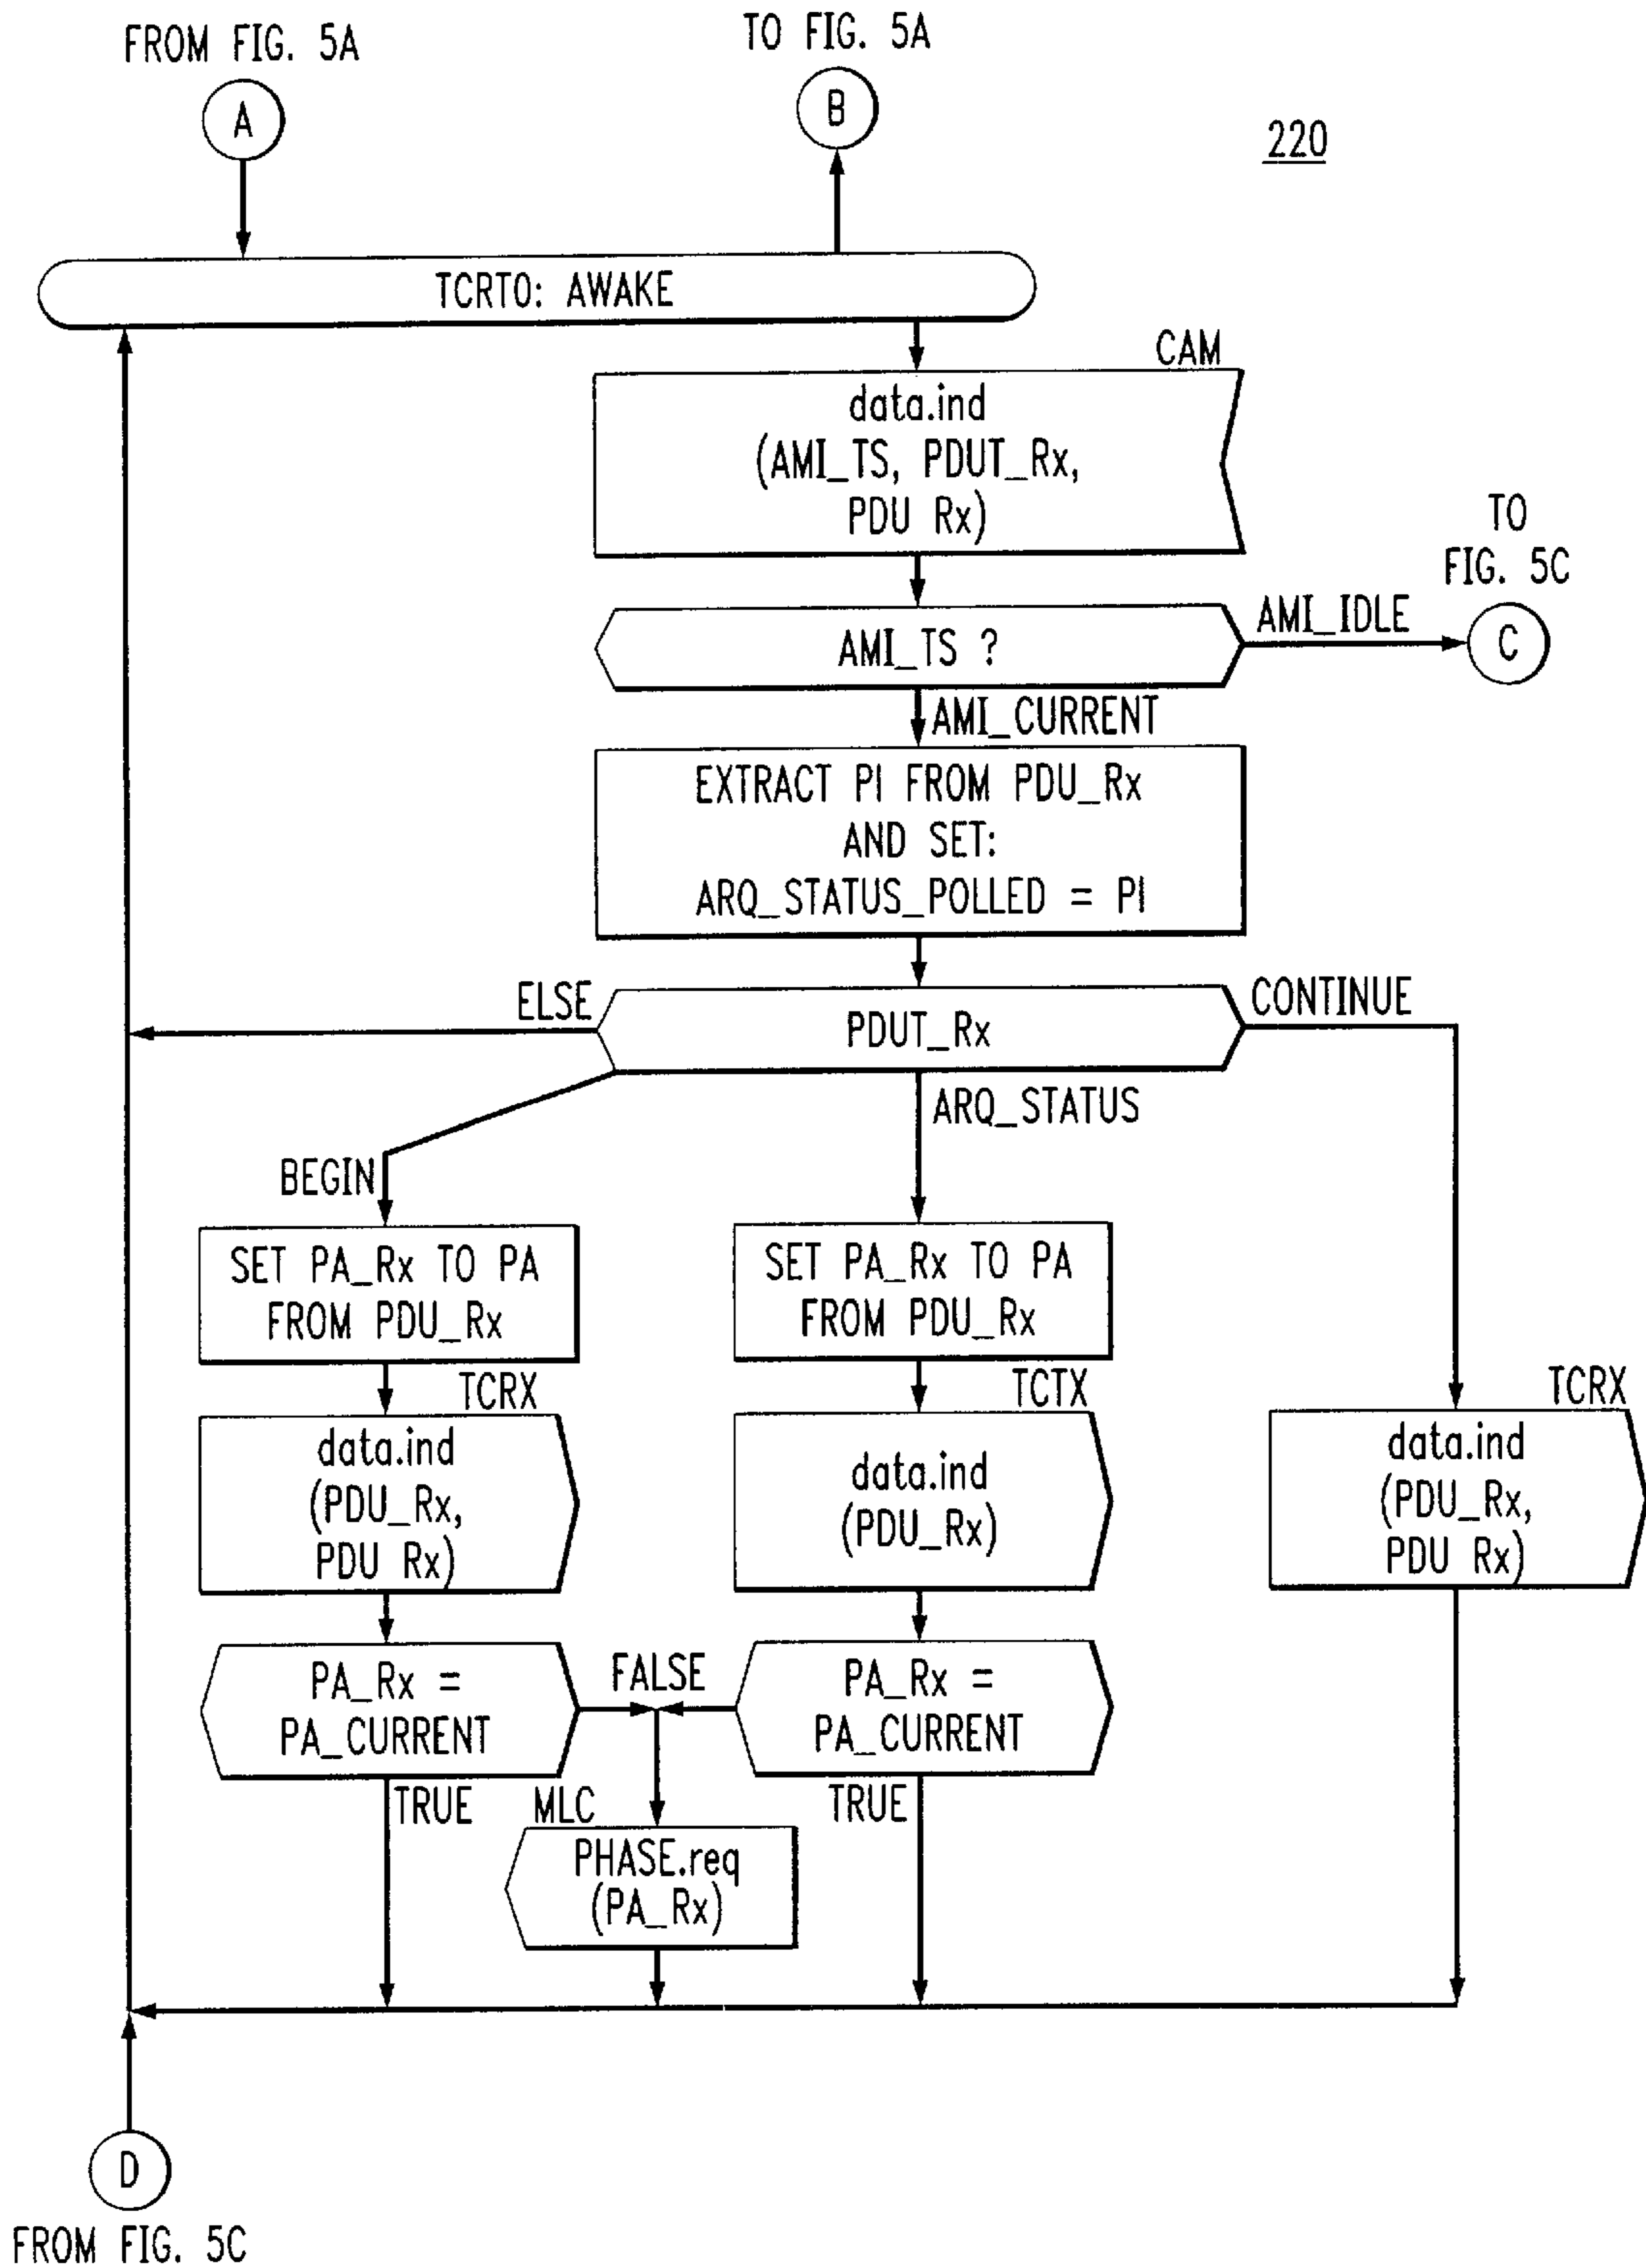 FROM FIG. 5A
TO FIG. 5A
A
B
220
TCRT0: AWAKE
CAM
data.ind
(AMI_TS, PDUT_Rx,
PDU Rx)
TO
FIG. 5C
AMI_TS ?
AMI_IDLE
C
AMI_CURRENT
EXTRACT PI FROM PDU_Rx
AND SET:
ARQ_STATUS_POLLED = PI
ELSE
PDUT_Rx
CONTINUE
ARQ_STATUS
BEGIN
SET PA_Rx TO PA
FROM PDU_Rx
SET PA_Rx TO PA
FROM PDU_Rx
TCRX
data.ind
(PDU_Rx,
PDU Rx)
TCTX
data.ind
(PDU_Rx)
TCRX
data.ind
(PDU_Rx,
PDU Rx)
PA_Rx =
PA_CURRENT
FALSE
PA_Rx =
PA_CURRENT
TRUE
MLC
TRUE
PHASE.req
(PA_Rx)
D
FROM FIG. 5C